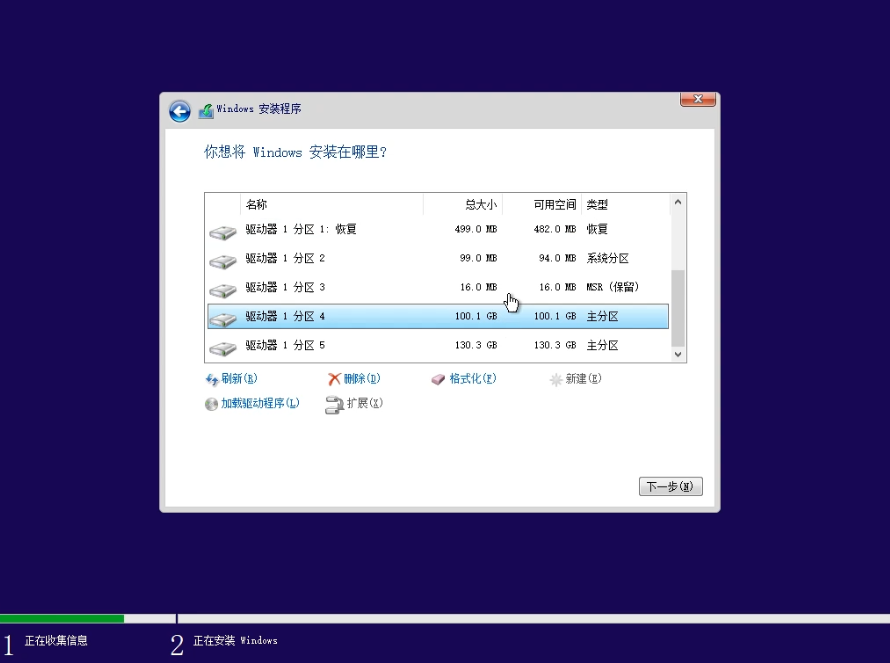 Windows 安装程序
你想将 Windows 安装在哪里?
名称 总大小 可用空间 类型
驱动器 1 分区 1: 恢复 499.0 MB 482.0 MB 恢复
驱动器 1 分区 2 99.0 MB 94.0 MB 系统分区
驱动器 1 分区 3 16.0 MB 16.0 MB MSR (保留)
驱动器 1 分区 4 100.1 GB 100.1 GB 主分区
驱动器 1 分区 5 130.3 GB 130.3 GB 主分区
刷新(R) 删除(D) 格式化(F) 新建(E)
加载驱动程序(L) 扩展(X)
下一步(N)
1 正在收集信息 2 正在安装 Windows